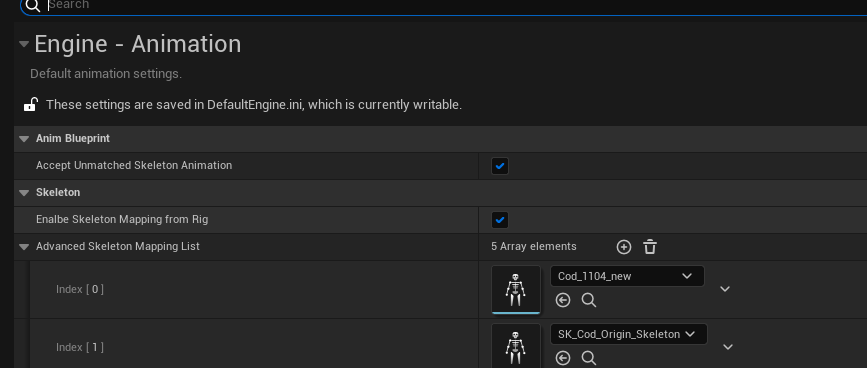 Search
Engine - Animation
Default animation settings.
These settings are saved in DefaultEngine.ini, which is currently writable.
Anim Blueprint
Accept Unmatched Skeleton Animation
Skeleton
Enalbe Skeleton Mapping from Rig
Advanced Skeleton Mapping List 5 Array elements
Index [ 0 ] Cod_1104_new
Index [ 1 ] SK_Cod_Origin_Skeleton